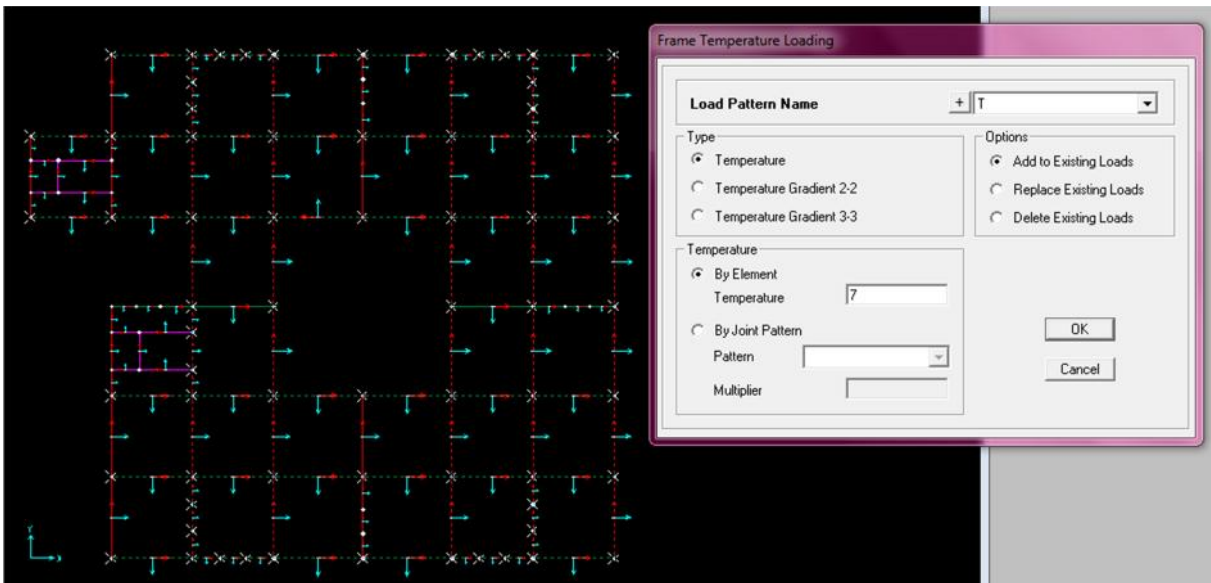 Frame Temperature Loading
Load Pattern Name
+
T
Type
Temperature
Temperature Gradient 2-2
Temperature Gradient 3-3
Options
Add to Existing Loads
Replace Existing Loads
Delete Existing Loads
Temperature
By Element
Temperature
7
By Joint Pattern
Pattern
Multiplier
OK
Cancel
Y
X